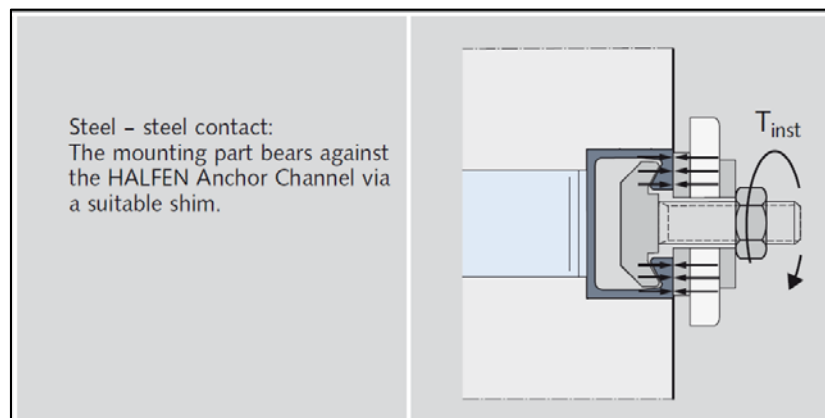 Steel – steel contact:
The mounting part bears against
the HALFEN Anchor Channel via
a suitable shim.
Tinst